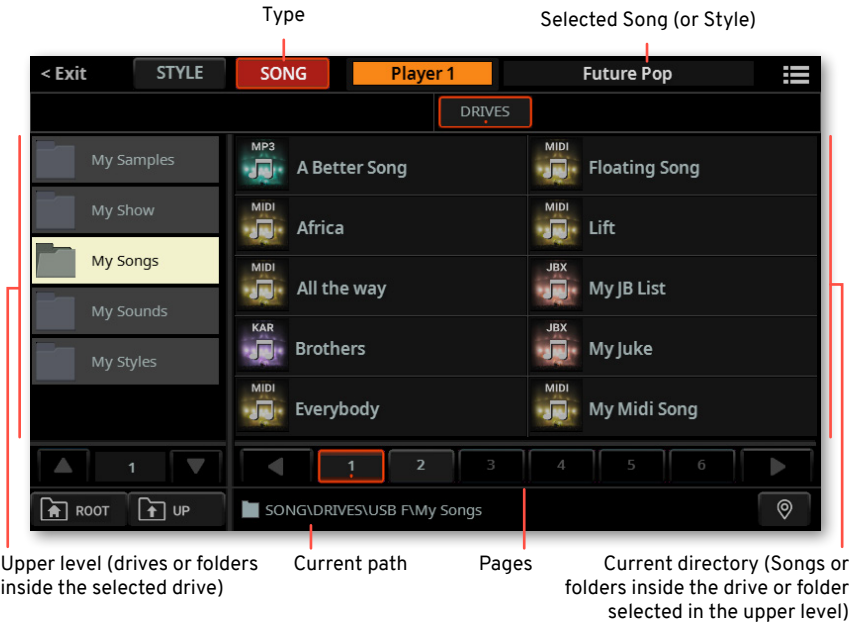 Type
Selected Song (or Style)
< Exit
STYLE
SONG
Player 1
Future Pop
DRIVES
My Samples
My Show
My Songs
My Sounds
My Styles
MP3
A Better Song
MIDI
Floating Song
MIDI
Africa
MIDI
Lift
MIDI
All the way
JBX
My JB List
KAR
Brothers
JBX
My Juke
MIDI
Everybody
MIDI
My Midi Song
1
1
2
3
4
5
6
ROOT
UP
SONG\DRIVES\USB F\My Songs
Upper level (drives or folders
inside the selected drive)
Current path
Pages
Current directory (Songs or
folders inside the drive or folder
selected in the upper level)